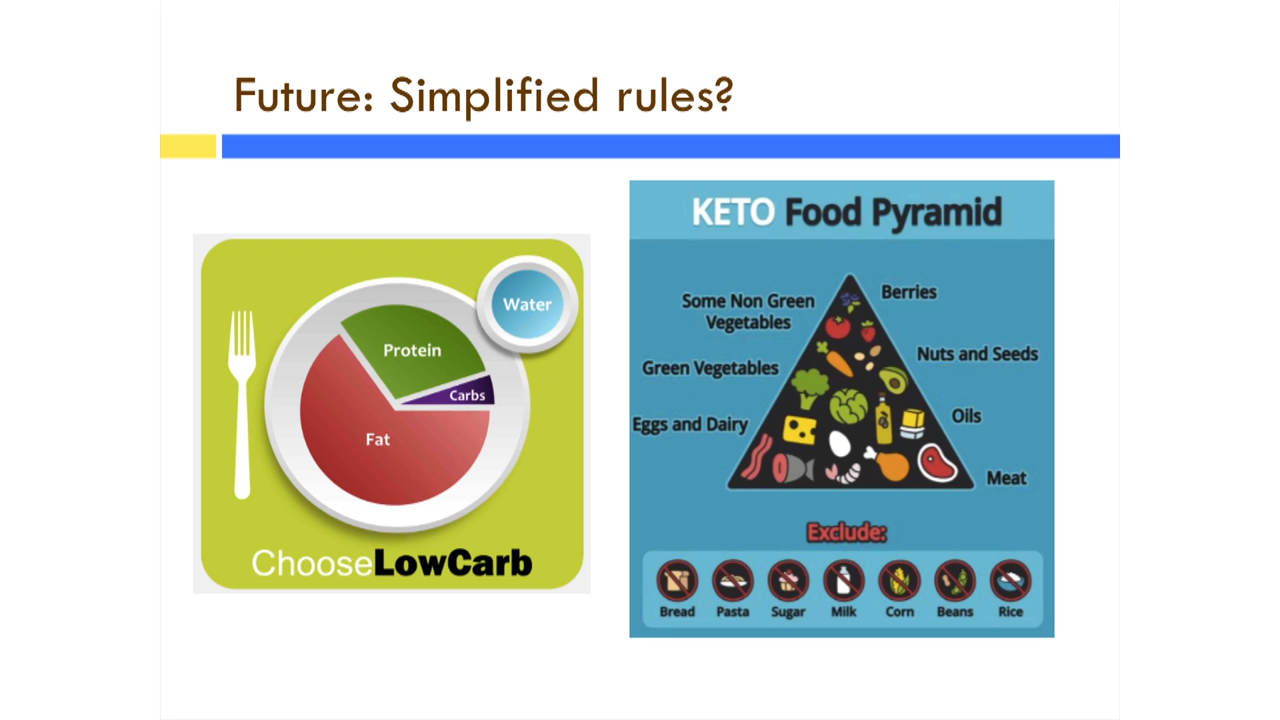 Future: Simplified rules?
Water
Protein
Carbs
Fat
ChooseLowCarb
KETO Food Pyramid
Berries
Some Non Green
Vegetables
Nuts and Seeds
Green Vegetables
Oils
Eggs and Dairy
Meat
Exclude:
Bread Pasta Sugar Milk Corn Beans Rice